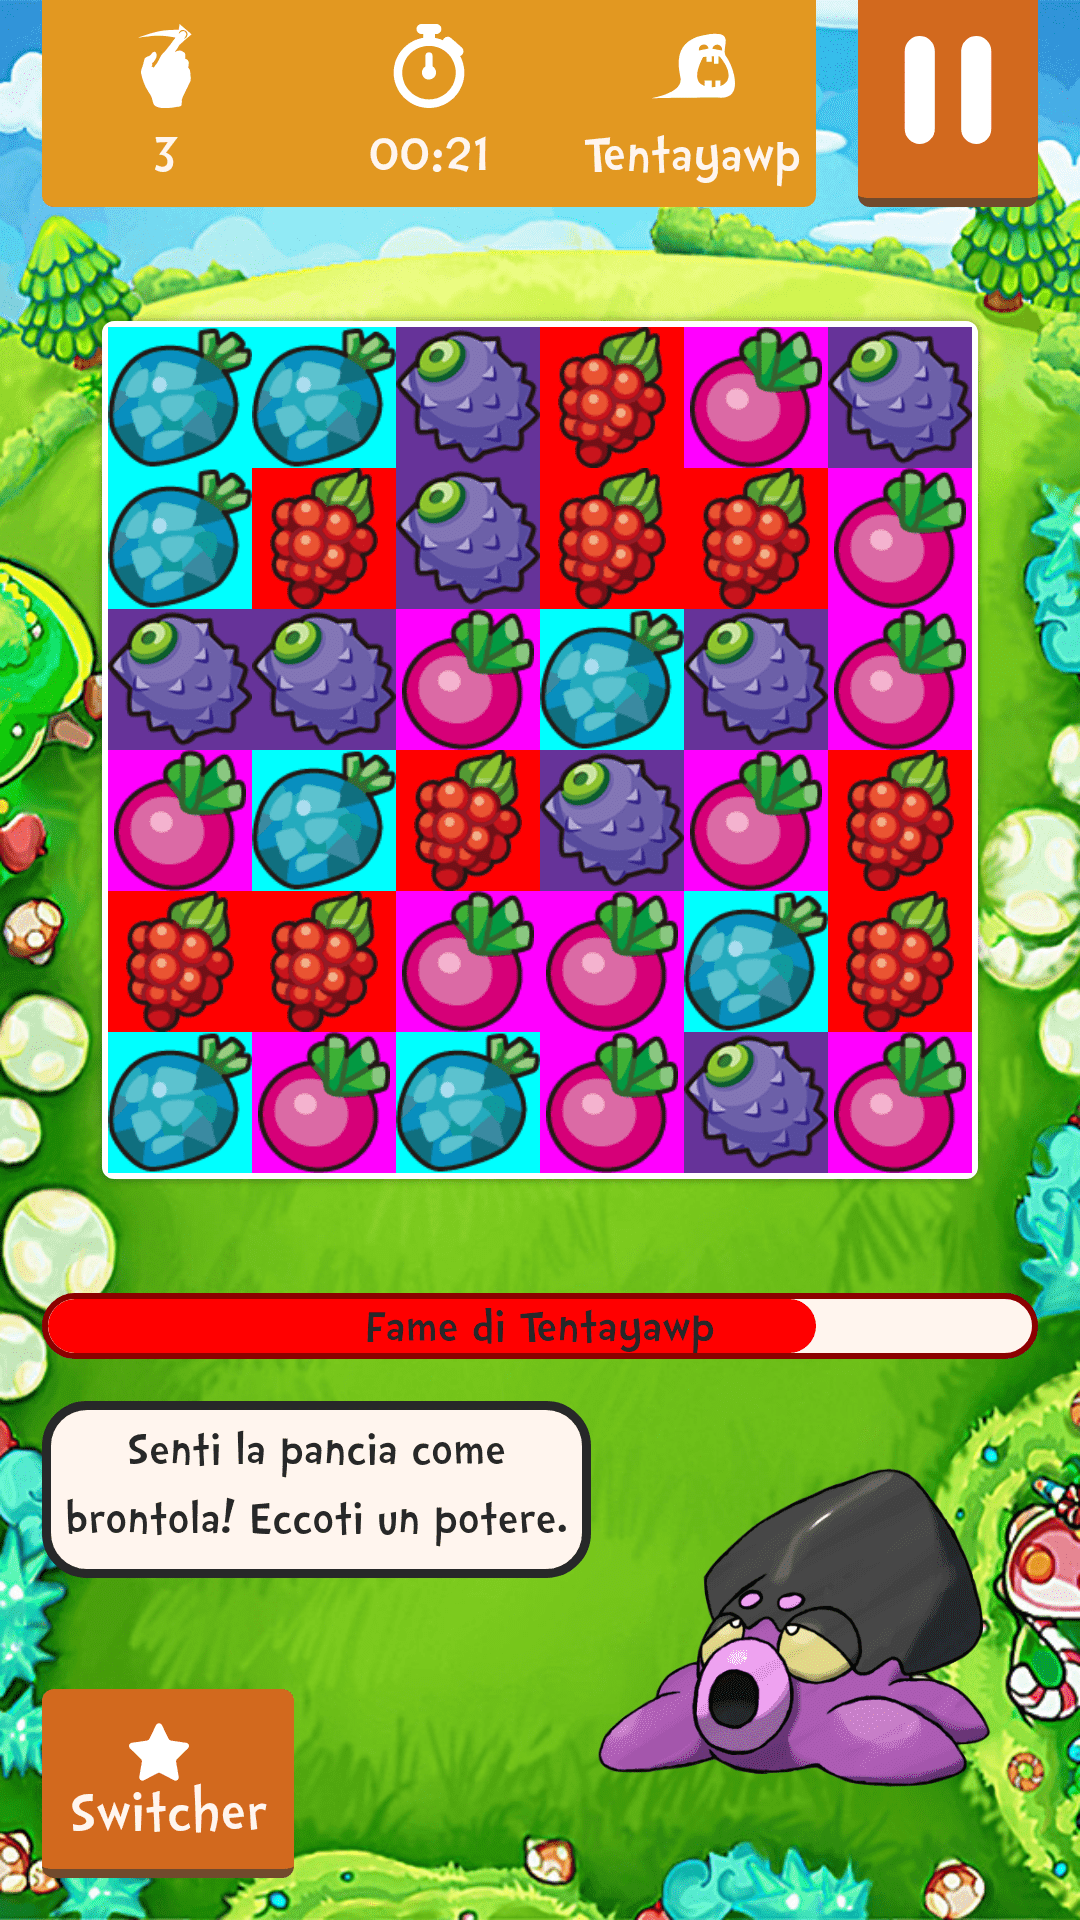 3
00:21
Tentayawp
Fame di Tentayawp
Senti la pancia come
brontola! Eccoti un potere.
Switcher